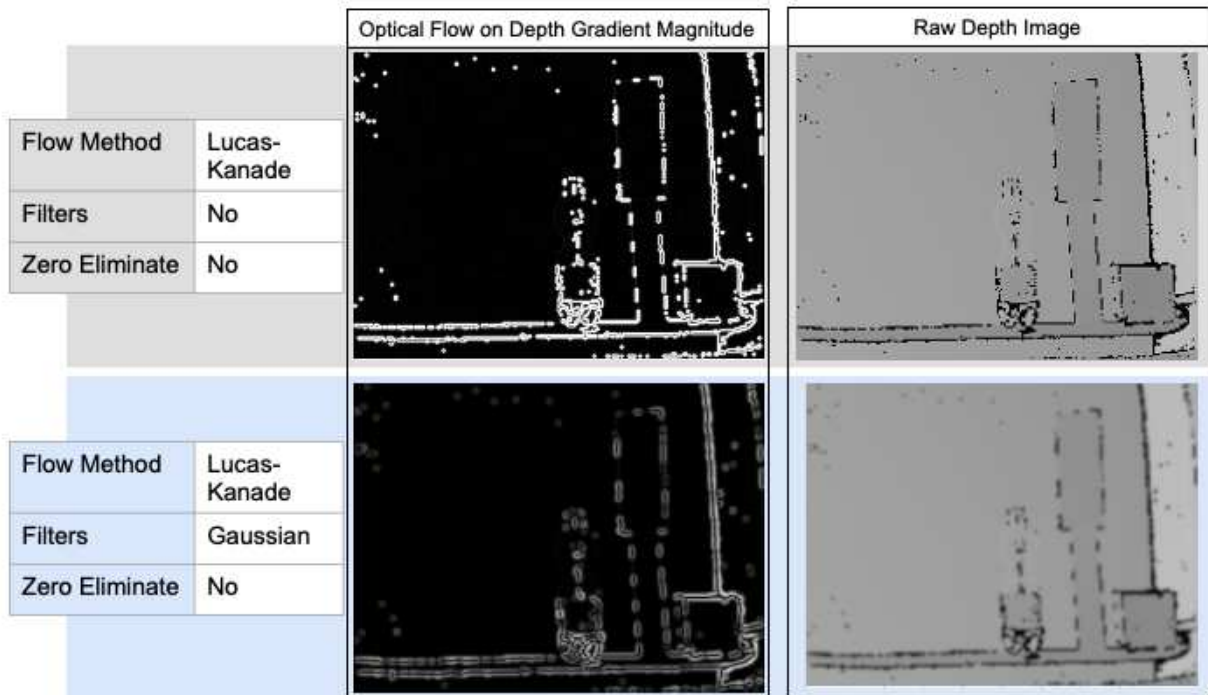 Optical Flow on Depth Gradient Magnitude
Raw Depth Image
Flow Method
Lucas-
Kanade
Filters
No
Zero Eliminate
No
Flow Method
Lucas-
Kanade
Filters
Gaussian
Zero Eliminate
No